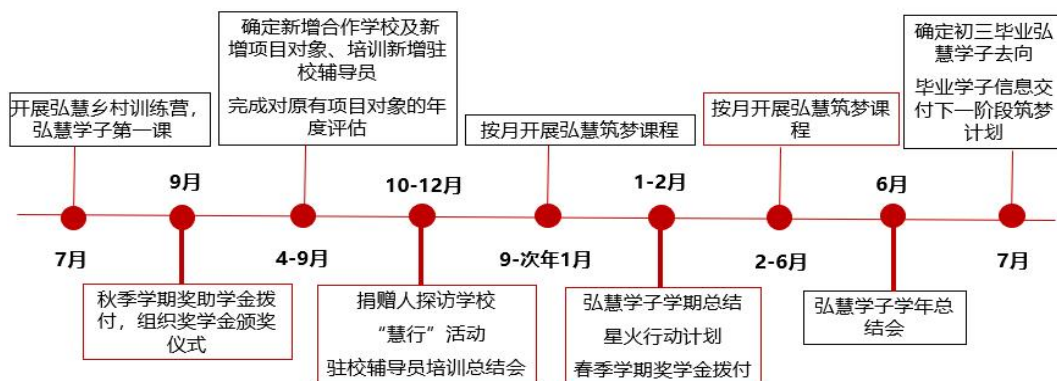 确定新增合作学校及新
增项目对象、培训新增驻
校辅导员
完成对原有项目对象的年
度评估
确定初三毕业弘
慧学子去向
毕业学子信息交
付下一阶段筑梦
计划
开展弘慧乡村训练营，
弘慧学子第一课
按月开展弘慧筑梦课程
按月开展弘慧筑梦课
程
9月
10-12月
1-2月
6月
7月
4-9月
9-次年1月
2-6月
7月
秋季学期奖助学金拨
付，组织奖学金颁奖
仪式
捐赠人探访学校
“慧行”活动
驻校辅导员培训总结会
弘慧学子学期总结
星火行动计划
春季学期奖学金拨付
弘慧学子学年总
结会